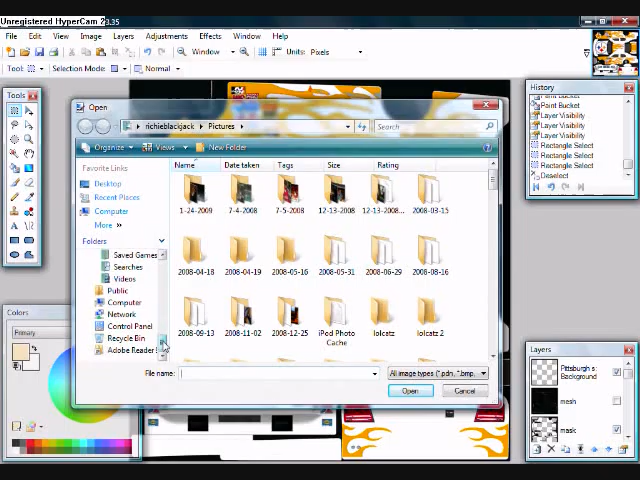 Unregistered HyperCam 2
3.35
File Edit View Image Layers Adjustments Effects Window Help
Window Units: Pixels
Tool: Selection Mode: Normal
Tools
Open
richieblackjack Pictures
Search
Organize Views New Folder
Favorite Links
Desktop
Recent Places
Computer
More »
Folders
Saved Games
Searches
Videos
Public
Computer
Network
Control Panel
Recycle Bin
Adobe Reader
Name Date taken Tags Size Rating
1-24-2009 7-4-2008 7-5-2008 12-13-2008 12-13-2008... 2008-03-15
2008-04-18 2008-04-19 2008-05-16 2008-05-31 2008-06-29 2008-08-16
2008-09-13 2008-11-02 2008-12-25 iPod Photo Cache lolcatz lolcatz 2
File name: All image types (*.pdn, *.bmp,
Open Cancel
History
Paint Bucket
Paint Bucket
Layer Visibility
Layer Visibility
Layer Visibility
Rectangle Select
Rectangle Select
Rectangle Select
Deselect
Colors
Primary
Layers
Pittsburgh s:
Background
mesh
mask